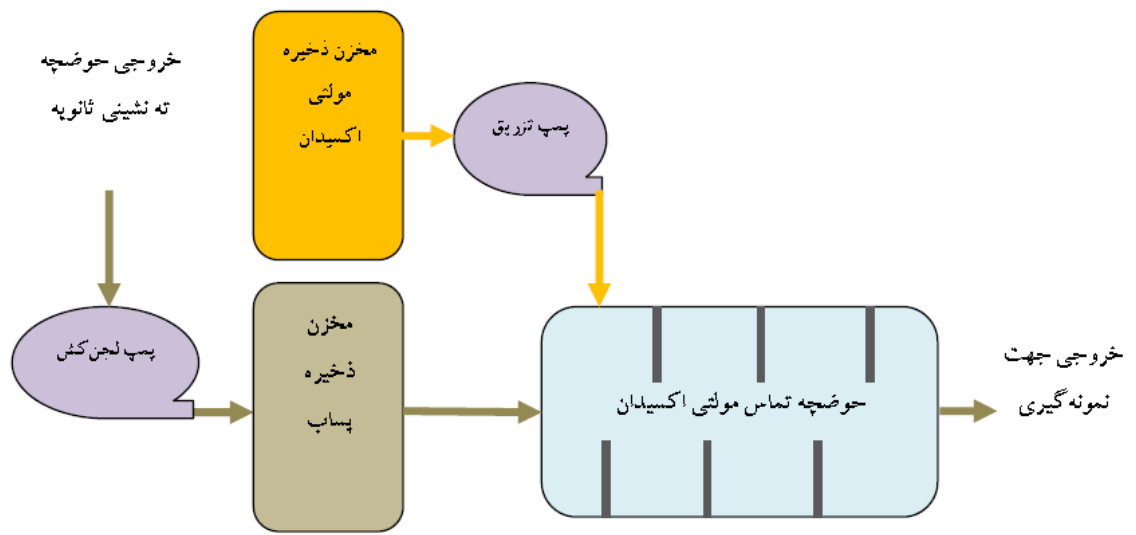 خروجی حوضچه
ته نشینی ثانویه
مخزن ذخیره
مولتی
اکسیدان
پمپ تزریق
پمپ لجن‌کش
مخزن
ذخیره
پساب
حوضچه تماس مولتی اکسیدان
خروجی جهت
نمونه‌گیری